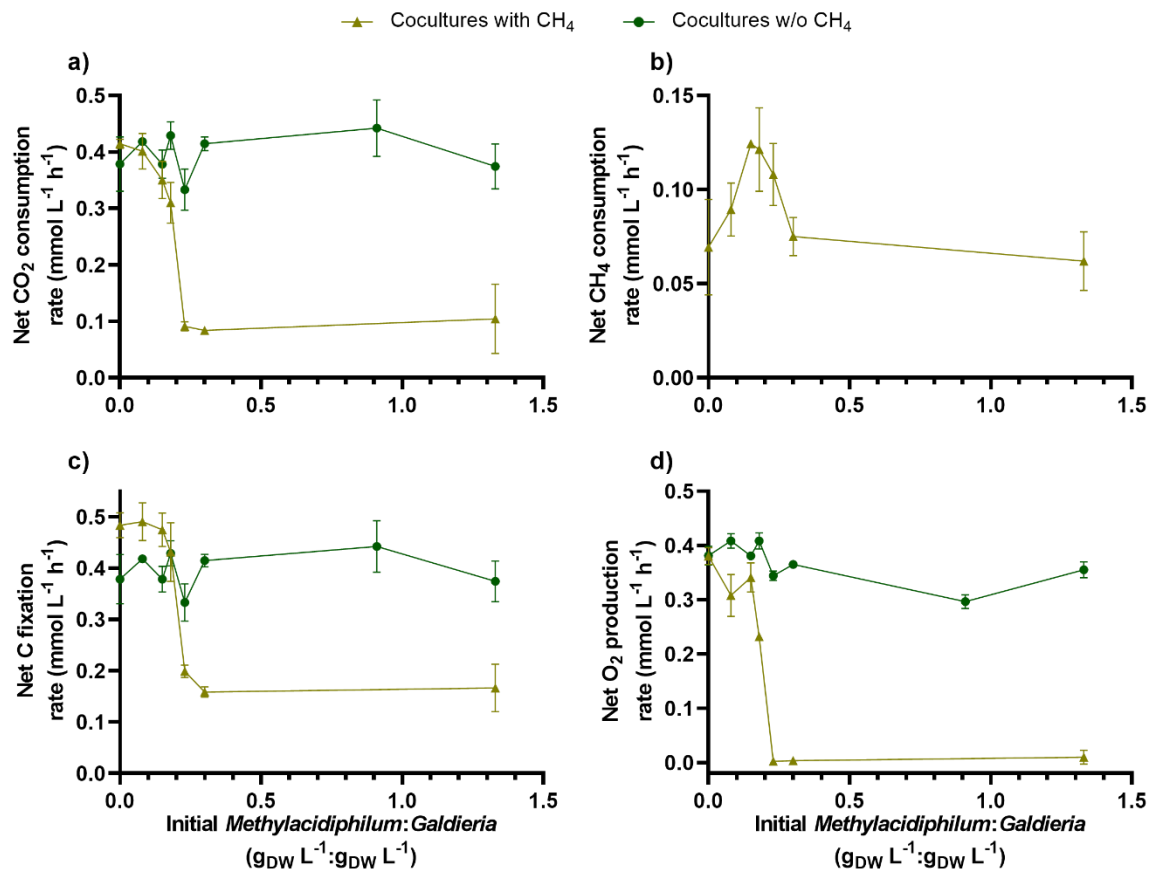 Cocultures with CH₄ Cocultures w/o CH₄
a)
Net CO₂ consumption
rate (mmol L⁻¹ h⁻¹)
0.5
0.4
0.3
0.2
0.1
0.0
0.0 0.5 1.0 1.5
b)
Net CH₄ consumption
rate (mmol L⁻¹ h⁻¹)
0.15
0.10
0.05
0.00
0.0 0.5 1.0 1.5
c)
Net C fixation
rate (mmol L⁻¹ h⁻¹)
0.5
0.4
0.3
0.2
0.1
0.0
0.0 0.5 1.0 1.5
Initial Methylacidiphilum:Galdieria
(g_DW L⁻¹:g_DW L⁻¹)
d)
Net O₂ production
rate (mmol L⁻¹ h⁻¹)
0.5
0.4
0.3
0.2
0.1
0.0
0.0 0.5 1.0 1.5
Initial Methylacidiphilum:Galdieria
(g_DW L⁻¹:g_DW L⁻¹)